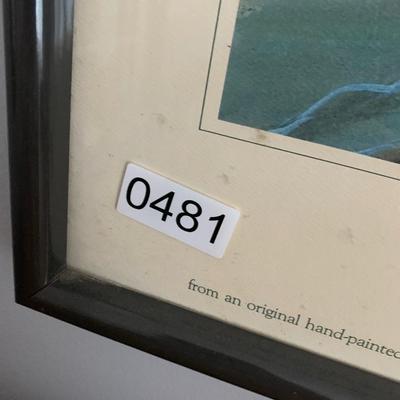 0481
from an original hand-painted